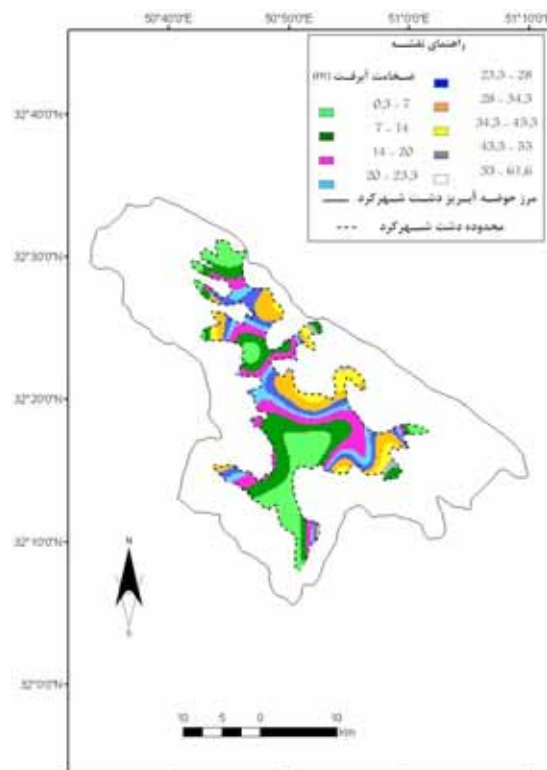 50°40'0"E 50°50'0"E 51°0'0"E 51°10'0"E
راهنمای نقشه
ضخامت آبرفت (m)
0,3 - 7
7 - 14
14 - 20
20 - 23,3
23,3 - 28
28 - 34,3
34,3 - 43,3
43,3 - 53
53 - 61,6
مرز حوضه آبریز دشت شهرکرد
محدوده دشت شهرکرد
32°40'0"N
32°30'0"N
32°20'0"N
32°10'0"N
32°0'0"N
N
S
10 5 0 10
km